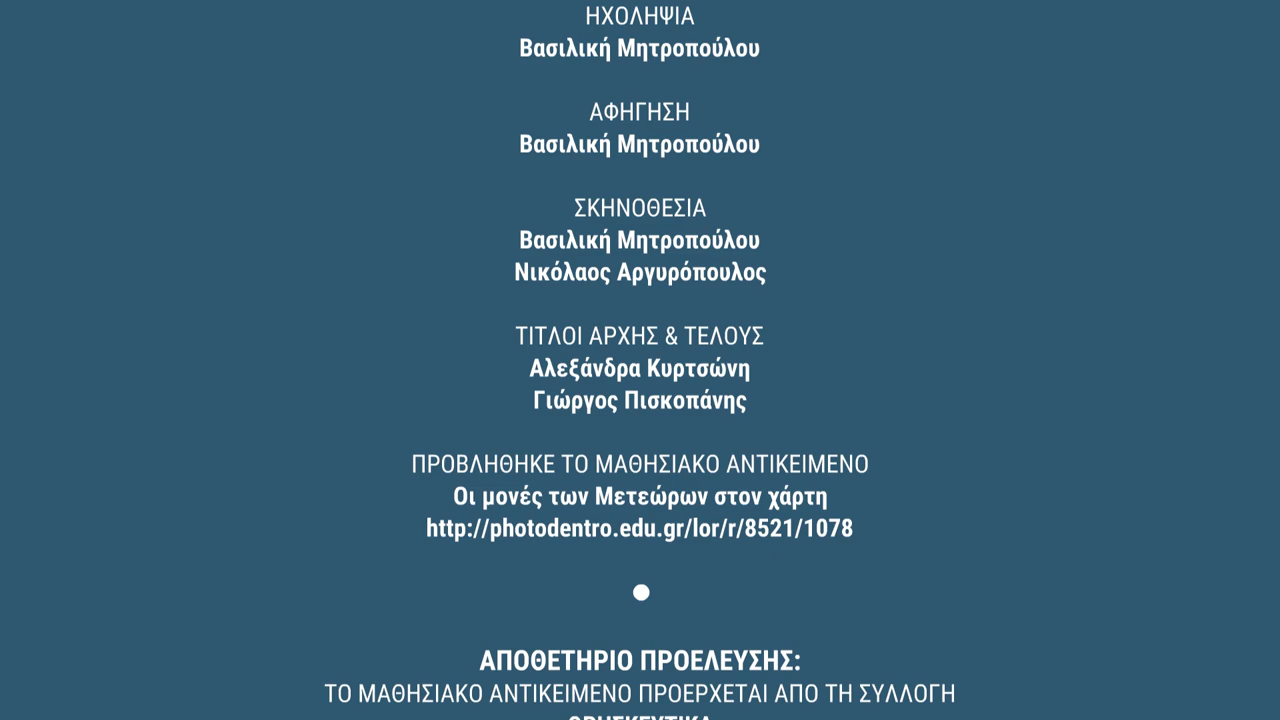 ΗΧΟΛΗΨΙΑ
Βασιλική Μητροπούλου
ΑΦΗΓΗΣΗ
Βασιλική Μητροπούλου
ΣΚΗΝΟΘΕΣΙΑ
Βασιλική Μητροπούλου
Νικόλαος Αργυρόπουλος
ΤΙΤΛΟΙ ΑΡΧΗΣ & ΤΕΛΟΥΣ
Αλεξάνδρα Κυρτσώνη
Γιώργος Πισκοπάνης
ΠΡΟΒΛΗΘΗΚΕ ΤΟ ΜΑΘΗΣΙΑΚΟ ΑΝΤΙΚΕΙΜΕΝΟ
Οι μονές των Μετεώρων στον χάρτη
http://photodentro.edu.gr/lor/r/8521/1078
ΑΠΟΘΕΤΗΡΙΟ ΠΡΟΕΛΕΥΣΗΣ:
ΤΟ ΜΑΘΗΣΙΑΚΟ ΑΝΤΙΚΕΙΜΕΝΟ ΠΡΟΕΡΧΕΤΑΙ ΑΠΟ ΤΗ ΣΥΛΛΟΓΗ